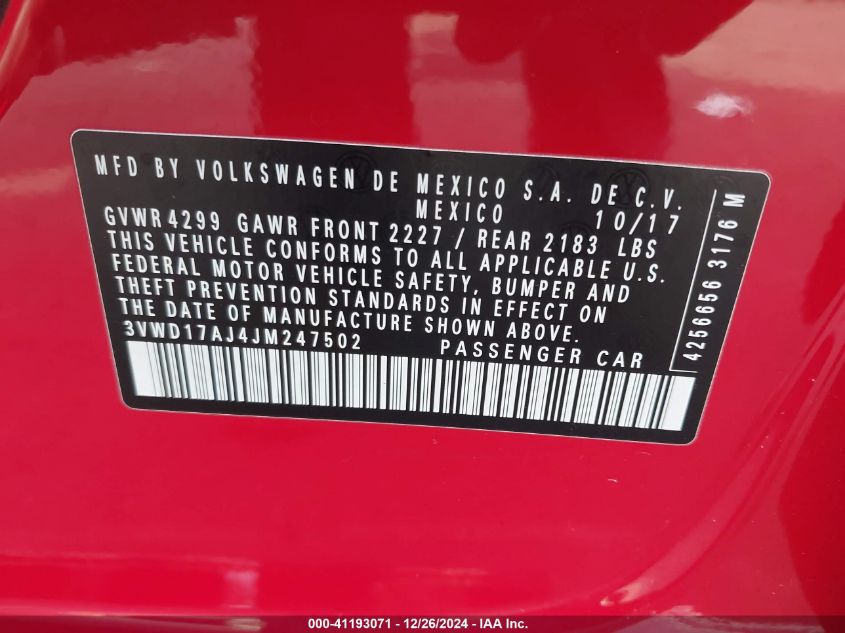 MFD BY VOLKSWAGEN DE MEXICO S.A. DE C.V.
MEXICO 10/17
GVWR 4299 GAWR FRONT 2227 / REAR 2183 LBS
THIS VEHICLE CONFORMS TO ALL APPLICABLE U.S.
FEDERAL MOTOR VEHICLE SAFETY, BUMPER AND
THEFT PREVENTION STANDARDS IN EFFECT ON
THE DATE OF MANUFACTURE SHOWN ABOVE.
3VWD17AJ4JM247502 PASSENGER CAR
4256656 3176 M
000-41193071 / 12/26/2024 - IAA Inc.